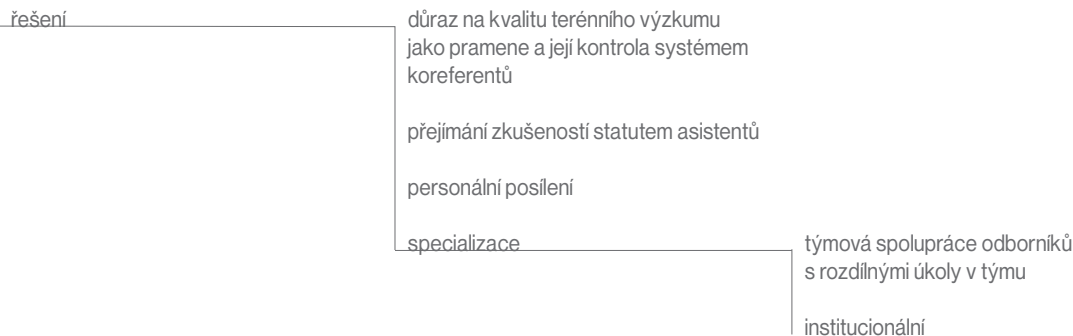 řešení
důraz na kvalitu terénního výzkumu
jako pramene a její kontrola systémem
koreferentů
přejímání zkušeností statutem asistentů
personální posílení
specializace
týmová spolupráce odborníků
s rozdílnými úkoly v týmu
institucionální